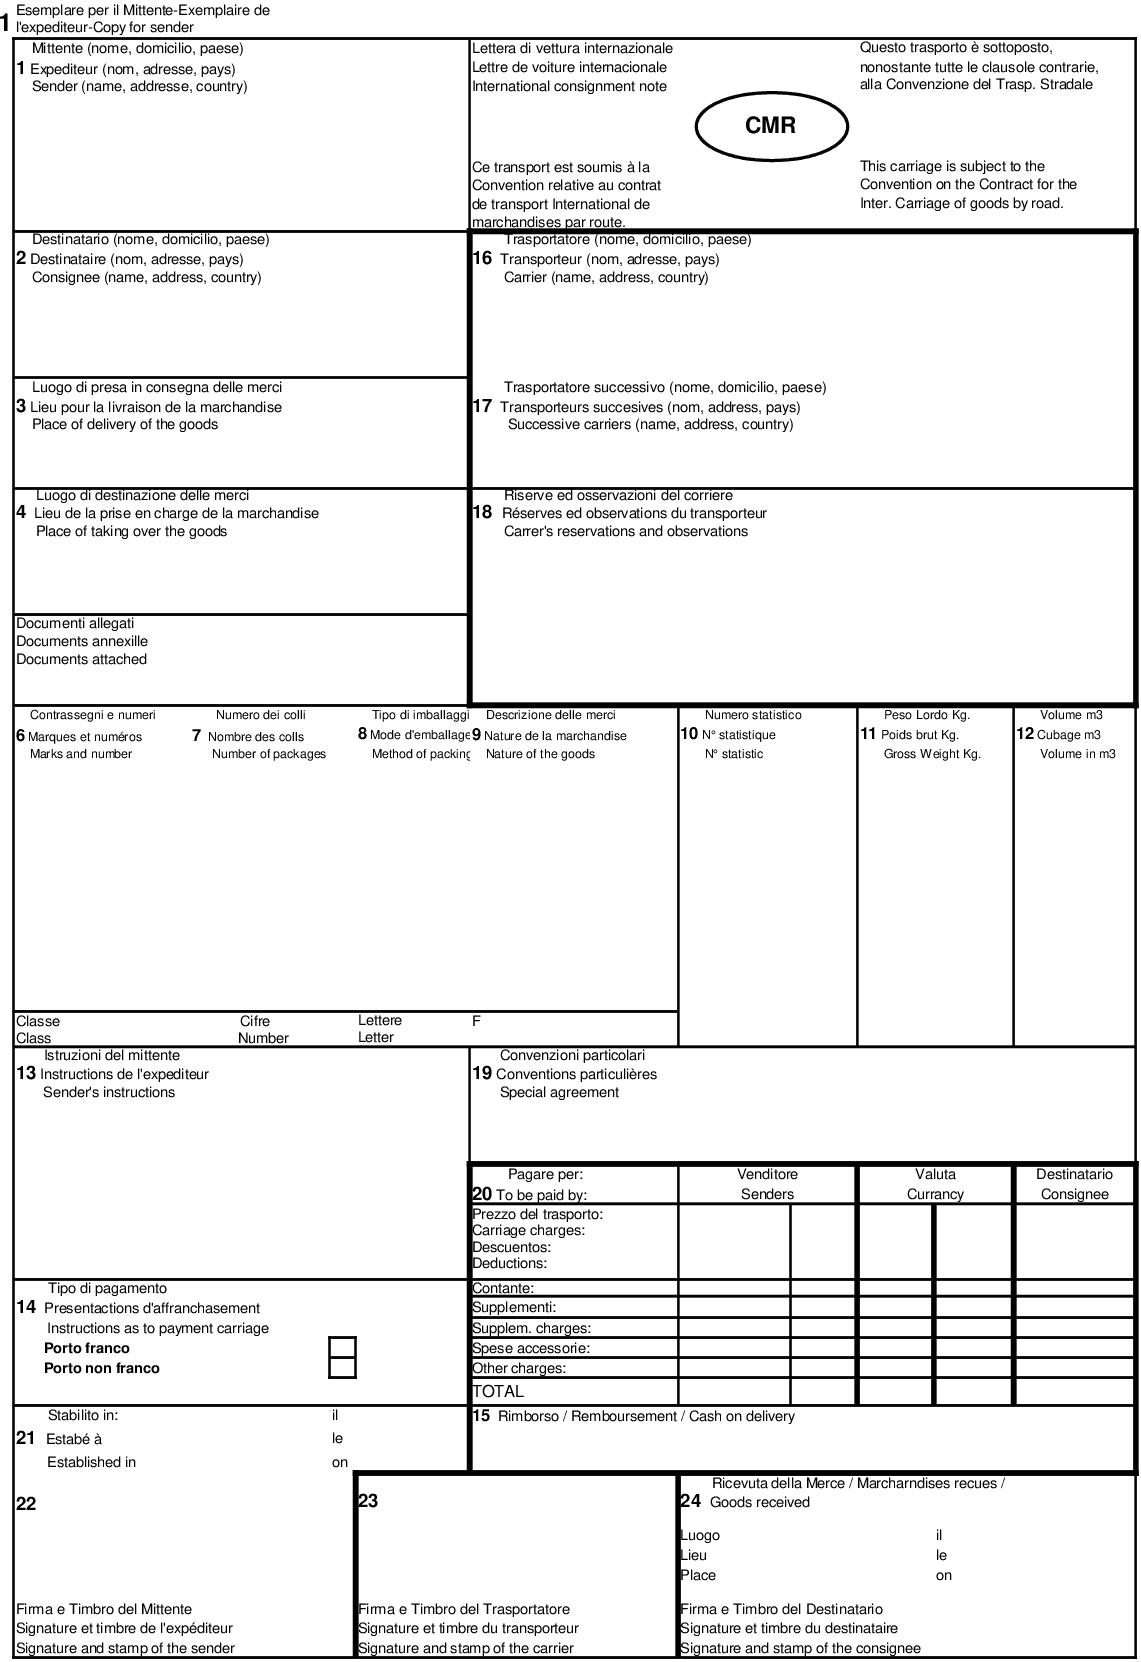 1
Esemplare per il Mittente-Exemplaire de
l'expediteur-Copy for sender
Mittente (nome, domicilio, paese)
1 Expediteur (nom, adresse, pays)
Sender (name, addresse, country)
Lettera di vettura internazionale
Lettre de voiture internacionale
International consignment note
CMR
Questo trasporto è sottoposto,
nonostante tutte le clausole contrarie,
alla Convenzione del Trasp. Stradale
Ce transport est soumis à la
Convention relative au contrat
de transport International de
marchandises par route.
This carriage is subject to the
Convention on the Contract for the
Inter. Carriage of goods by road.
Destinatario (nome, domicilio, paese)
2 Destinataire (nom, adresse, pays)
Consignee (name, address, country)
Trasportatore (nome, domicilio, paese)
16 Transporteur (nom, adresse, pays)
Carrier (name, address, country)
Luogo di presa in consegna delle merci
3 Lieu pour la livraison de la marchandise
Place of delivery of the goods
Trasportatore successivo (nome, domicilio, paese)
17 Transporteurs succesives (nom, address, pays)
Successive carriers (name, address, country)
Luogo di destinazione delle merci
4 Lieu de la prise en charge de la marchandise
Place of taking over the goods
Riserve ed osservazioni del corriere
18 Réserves ed observations du transporteur
Carrer's reservations and observations
Documenti allegati
Documents annexille
Documents attached
Contrassegni e numeri
6 Marques et numéros
Marks and number
Numero dei colli
7 Nombre des colls
Number of packages
Tipo di imballaggi
8 Mode d'emballage
Method of packing
Descrizione delle merci
9 Nature de la marchandise
Nature of the goods
Numero statistico
10 N° statistique
N° statistic
Peso Lordo Kg.
11 Poids brut Kg.
Gross Weight Kg.
Volume m3
12 Cubage m3
Volume in m3
Classe Cifre Lettere F
Class Number Letter
Istruzioni del mittente
13 Instructions de l'expediteur
Sender's instructions
Convenzioni particolari
19 Conventions particulières
Special agreement
Pagare per: Venditore Valuta Destinatario
20 To be paid by: Senders Currancy Consignee
Prezzo del trasporto:
Carriage charges:
Descuentos:
Deductions:
Contante:
Supplementi:
Supplem. charges:
Spese accessorie:
Other charges:
TOTAL
Tipo di pagamento
14 Presentactions d'affranchasement
Instructions as to payment carriage
Porto franco
Porto non franco
Stabilito in: il
21 Estabé à le
Established in on
15 Rimborso / Remboursement / Cash on delivery
22
Firma e Timbro del Mittente
Signature et timbre de l'expéditeur
Signature and stamp of the sender
23
Firma e Timbro del Trasportatore
Signature et timbre du transporteur
Signature and stamp of the carrier
Ricevuta della Merce / Marcharndises recues /
24 Goods received
Luogo il
Lieu le
Place on
Firma e Timbro del Destinatario
Signature et timbre du destinataire
Signature and stamp of the consignee